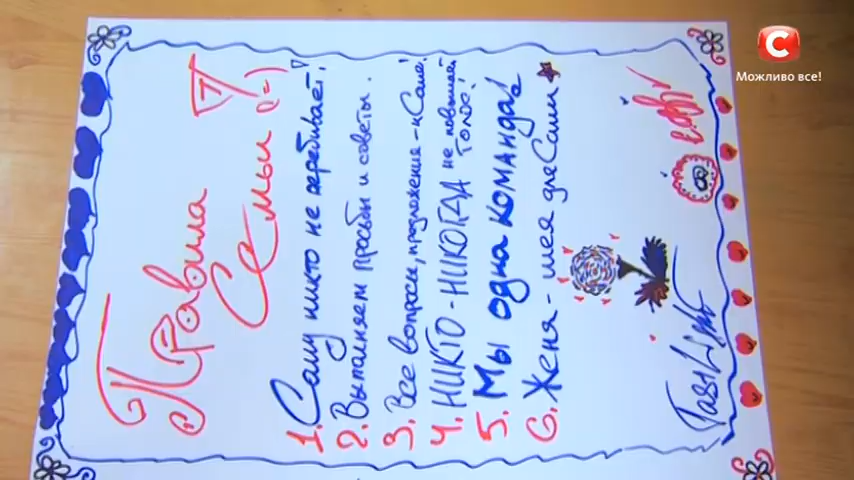 Правила
Семьи
1. Сашу никто не перебивает!
2. Выполняем просьбы и советы.
3. Все вопросы, предложения - к Саше!
4. НИКТО - НИКОГДА не повышает голос!
5. Мы одна команда!
6. Женя - шея для Саши
С
Можливо все!